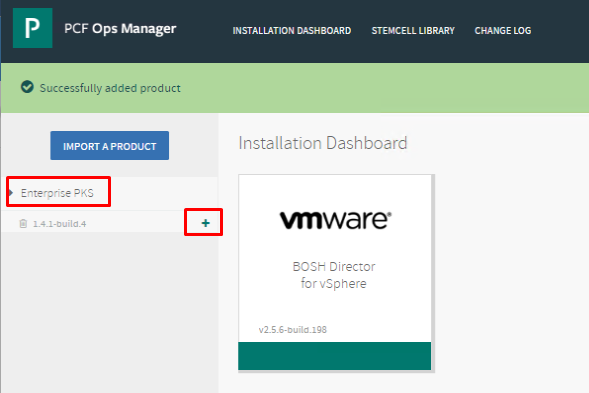 P PCF Ops Manager INSTALLATION DASHBOARD STEMCELL LIBRARY CHANGE LOG
Successfully added product
IMPORT A PRODUCT
Installation Dashboard
Enterprise PKS
1.4.1-build.4 +
vmware®
BOSH Director
for vSphere
v2.5.6-build.198